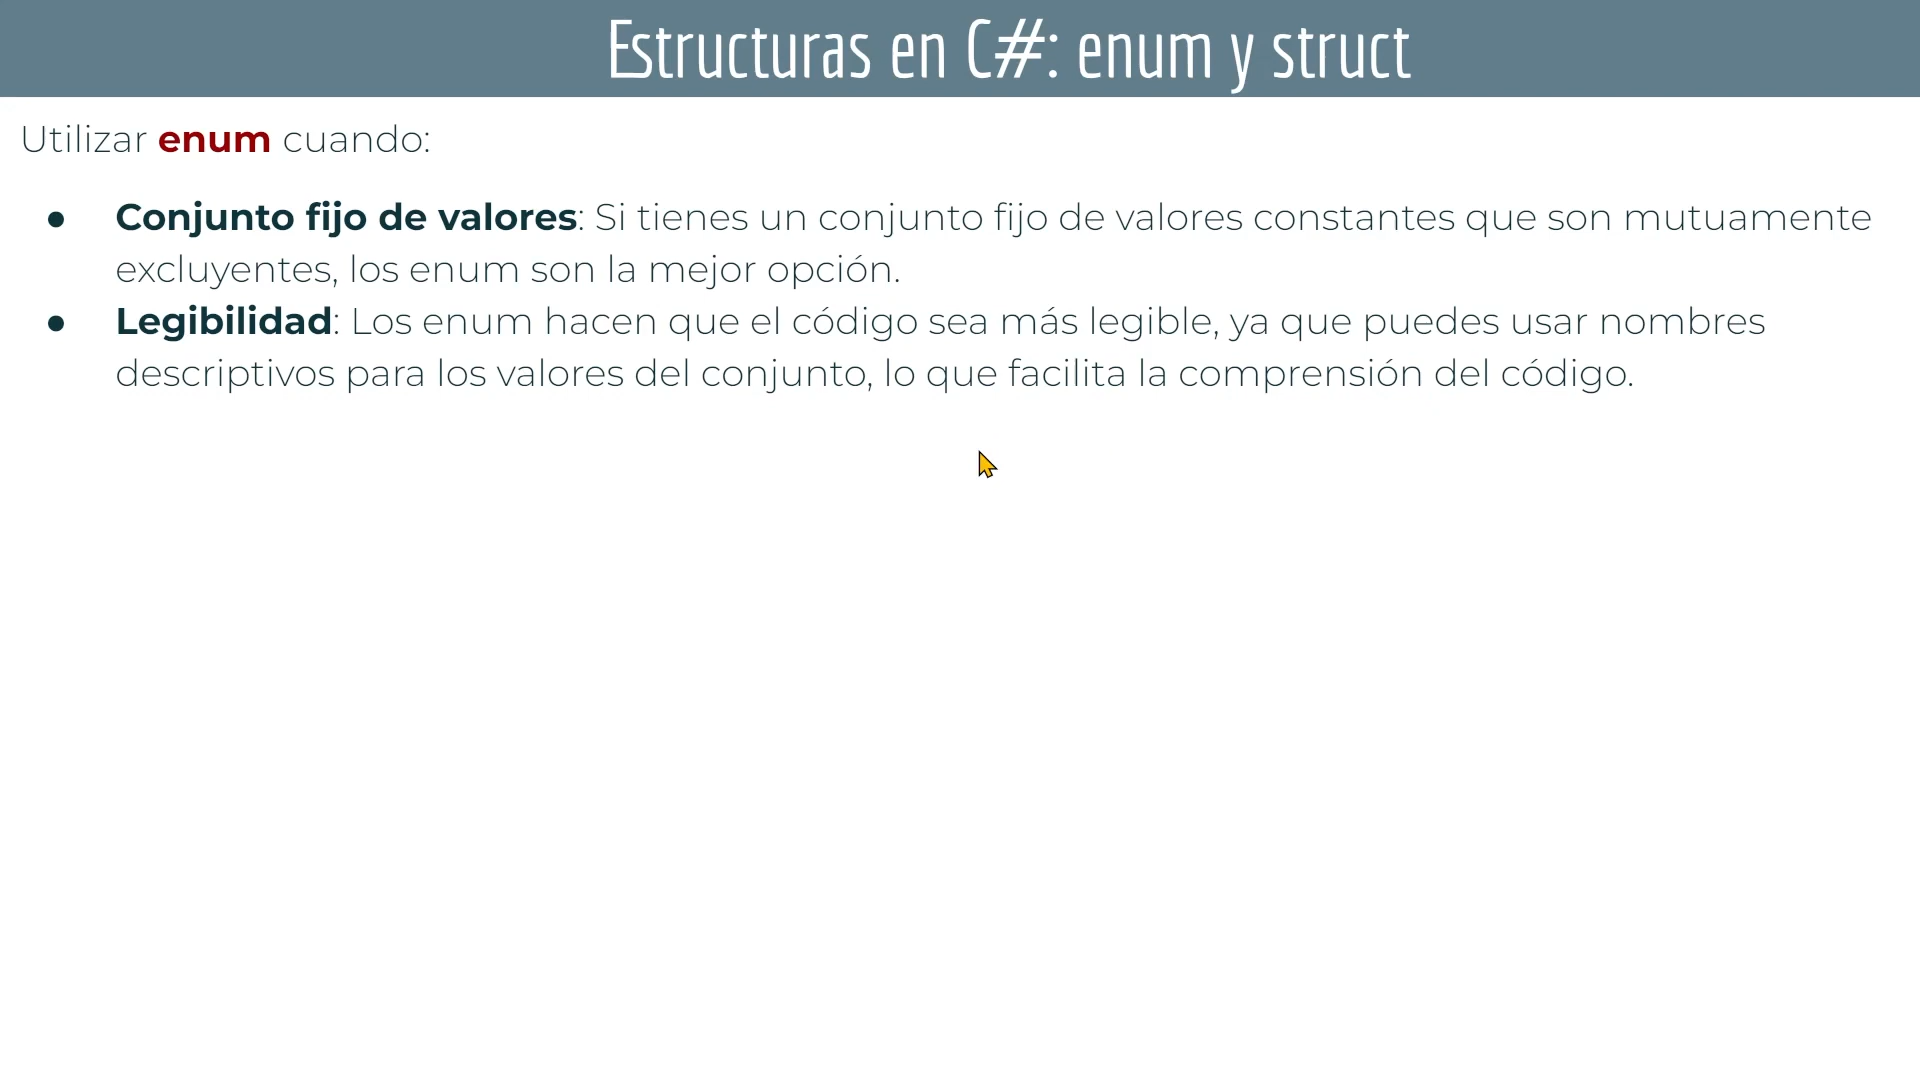 Estructuras en C#: enum y struct
Utilizar enum cuando:
● Conjunto fijo de valores: Si tienes un conjunto fijo de valores constantes que son mutuamente
excluyentes, los enum son la mejor opción.
● Legibilidad: Los enum hacen que el código sea más legible, ya que puedes usar nombres
descriptivos para los valores del conjunto, lo que facilita la comprensión del código.